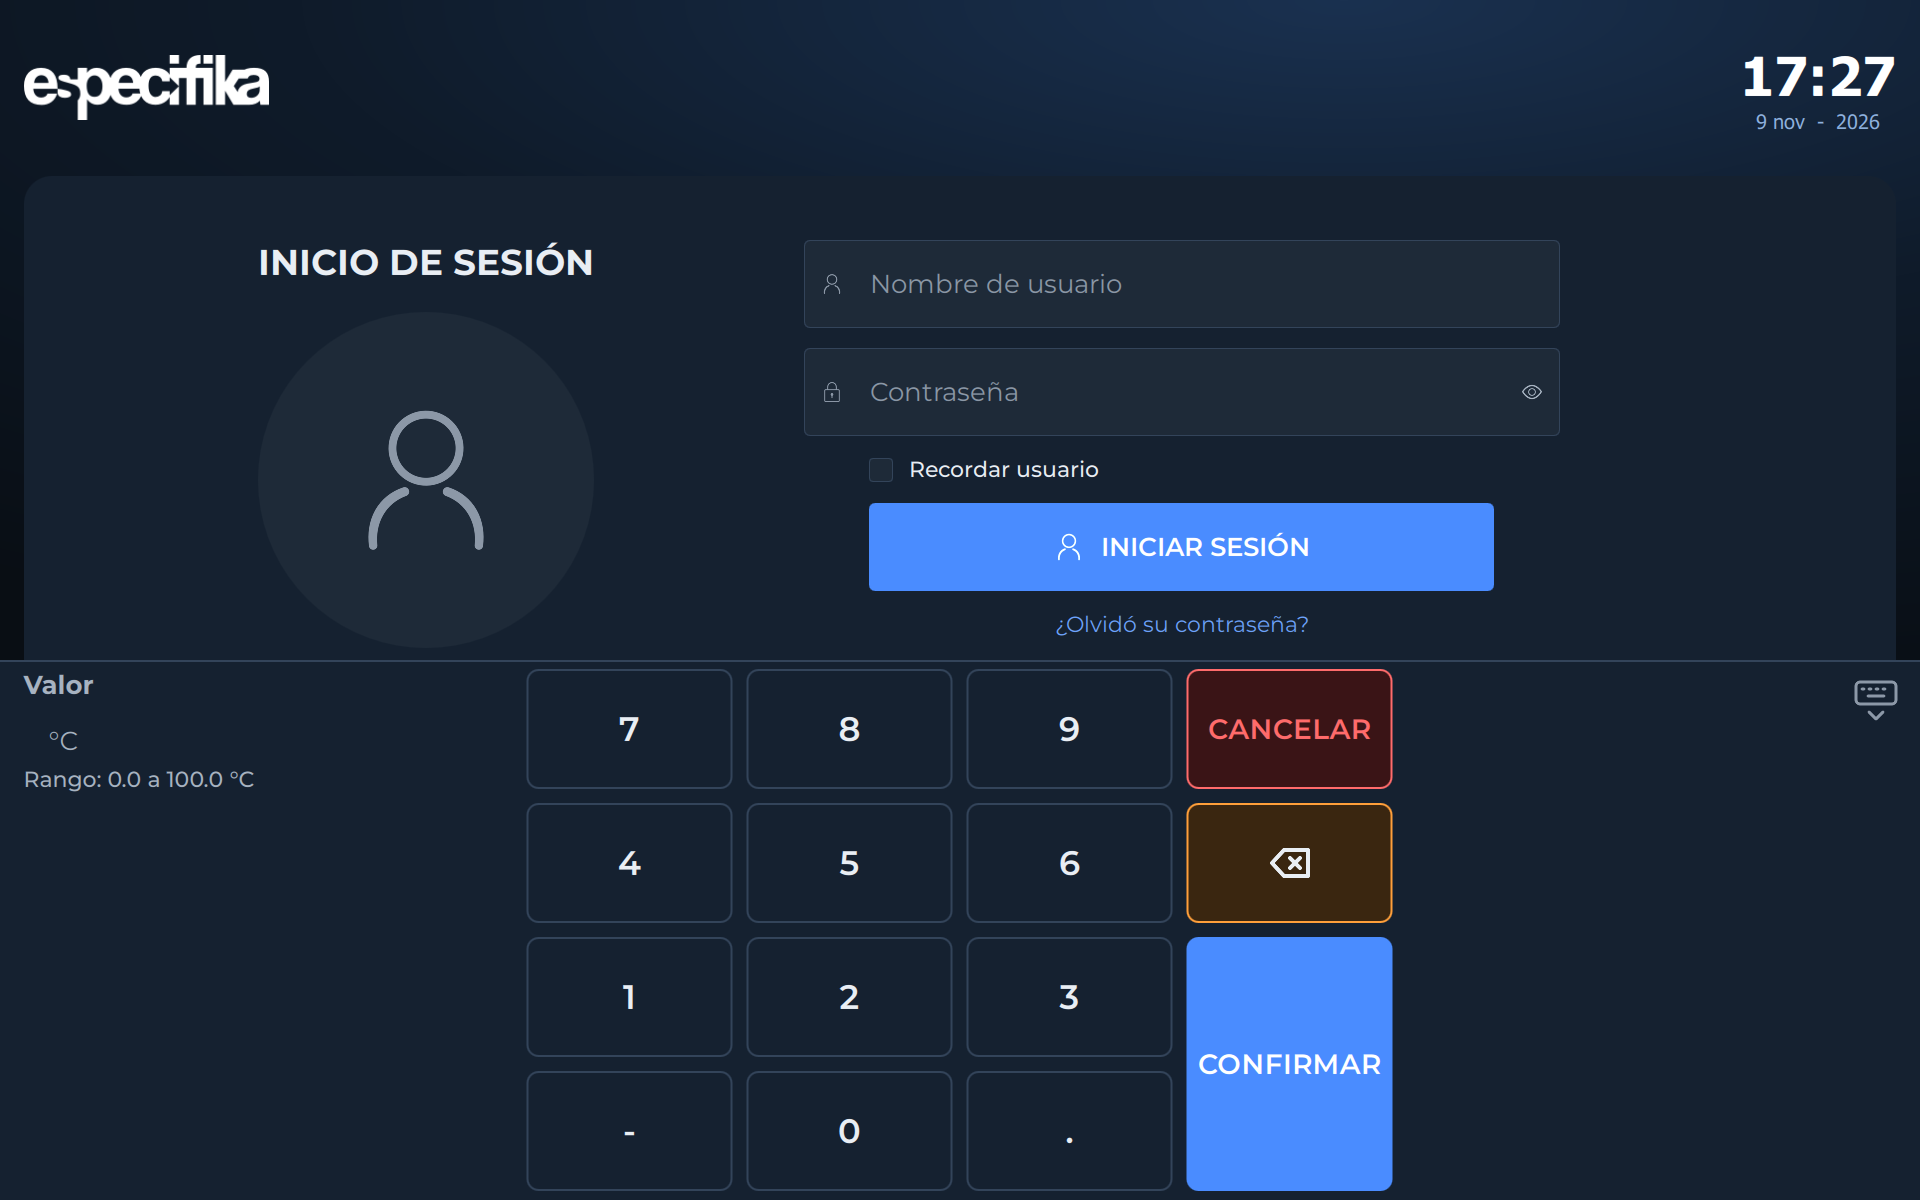 especifika
17:27
9 nov - 2026
INICIO DE SESIÓN
Nombre de usuario
Contraseña
Recordar usuario
INICIAR SESIÓN
¿Olvidó su contraseña?
Valor
°C
Rango: 0.0 a 100.0 °C
7 8 9 CANCELAR
4 5 6
1 2 3
CONFIRMAR
- 0 .